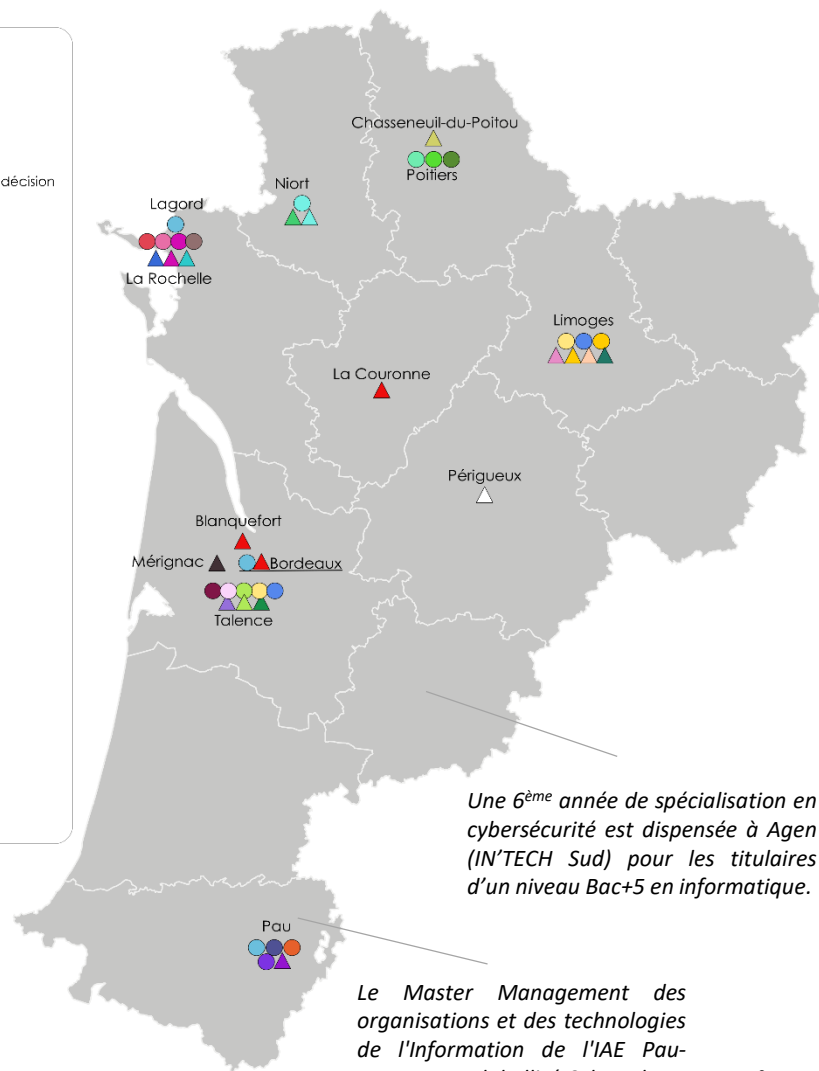 Chasseneuil-du-Poitou
décision
Poitiers
Niort
Lagord
La Rochelle
Limoges
La Couronne
Périgueux
Blanquefort
Mérignac
Bordeaux
Talence
Une 6ème année de spécialisation en
cybersécurité est dispensée à Agen
(IN'TECH Sud) pour les titulaires
d'un niveau Bac+5 en informatique.
Pau
Le Master Management des
organisations et des technologies
de l'Information de l'IAE Pau-